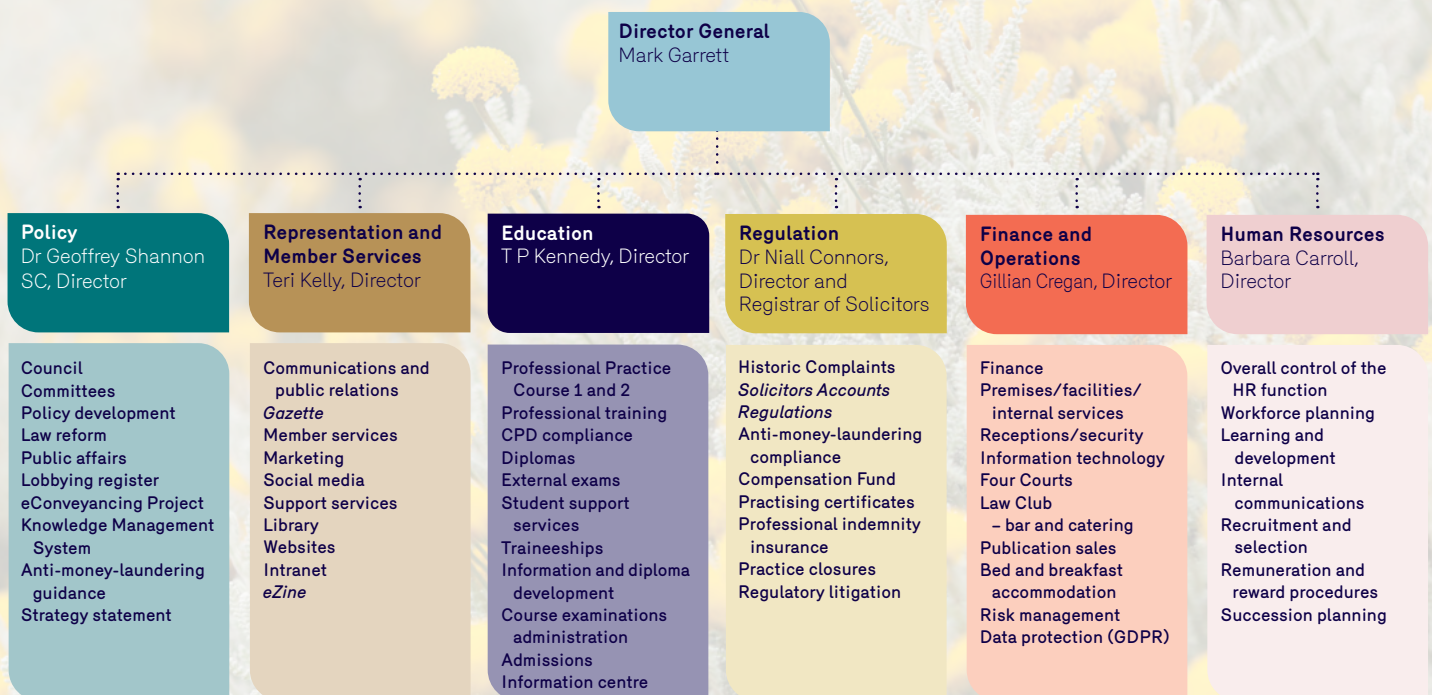 Director General
Mark Garrett
Policy
Dr Geoffrey Shannon
SC, Director
Council
Committees
Policy development
Law reform
Public affairs
Lobbying register
eConveyancing Project
Knowledge Management
System
Anti-money-laundering
guidance
Strategy statement
Representation and
Member Services
Teri Kelly, Director
Communications and
public relations
Gazette
Member services
Marketing
Social media
Support services
Library
Websites
Intranet
eZine
Education
T P Kennedy, Director
Professional Practice
Course 1 and 2
Professional training
CPD compliance
Diplomas
External exams
Student support
services
Traineeships
Information and diploma
development
Course examinations
administration
Admissions
Information centre
Regulation
Dr Niall Connors,
Director and
Registrar of Solicitors
Historic Complaints
Solicitors Accounts
Regulations
Anti-money-laundering
compliance
Compensation Fund
Practising certificates
Professional indemnity
insurance
Practice closures
Regulatory litigation
Finance and
Operations
Gillian Cregan, Director
Finance
Premises/facilities/
internal services
Receptions/security
Information technology
Four Courts
Law Club
– bar and catering
Publication sales
Bed and breakfast
accommodation
Risk management
Data protection (GDPR)
Human Resources
Barbara Carroll,
Director
Overall control of the
HR function
Workforce planning
Learning and
development
Internal
communications
Recruitment and
selection
Remuneration and
reward procedures
Succession planning